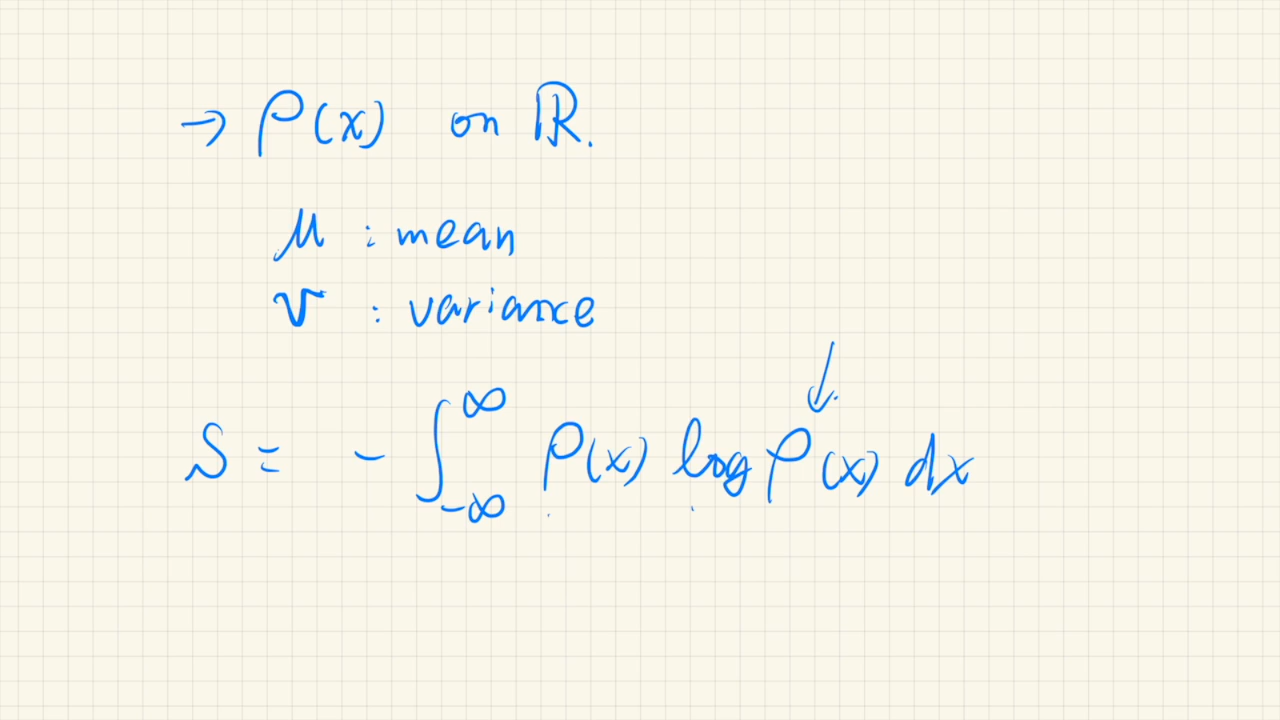 → ρ(x) on ℝ.
μ : mean
v : variance
S = - ∫_{-∞}^{∞} ρ(x) log ρ(x) dx